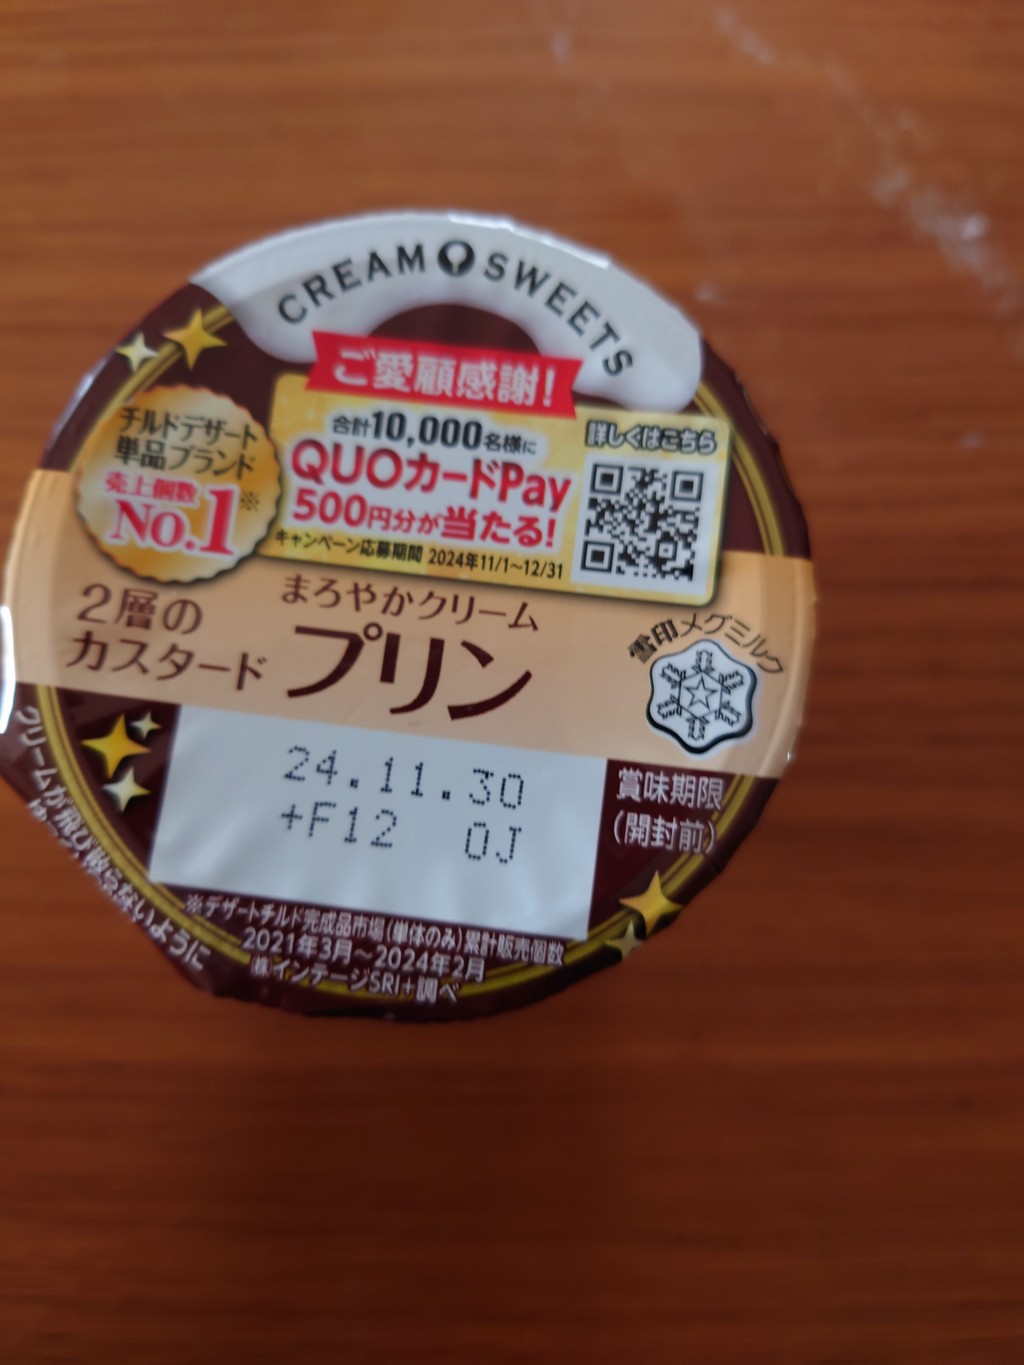 CREAM SWEETS
ご愛顧感謝!
チルドデザート
単品ブランド
売上個数
No.1※
合計10,000名様に
QUOカードPay
500円分が当たる!
キャンペーン応募期間 2024年11/1~12/31
詳しくはこちら
2層の
カスタード
まろやかクリーム
プリン
雪印メグミルク
24.11.30
+F12 OJ
賞味期限
(開封前)
※デザートチルド完成品市場(単体のみ)累計販売個数
2021年3月~2024年2月
㈱インテージSRI+調べ
クリームが飛び散らないように